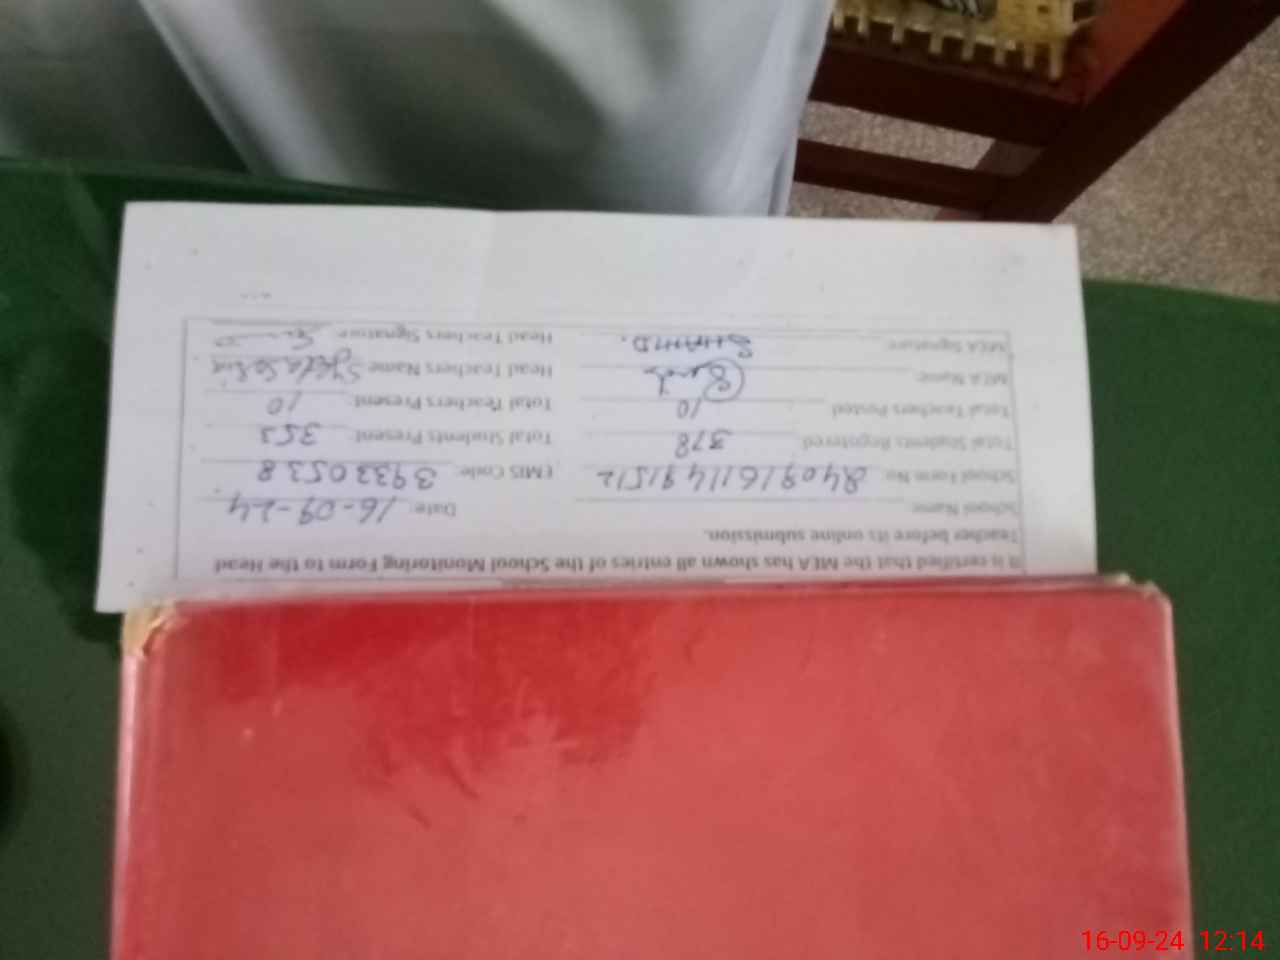 It is certified that the MEA has shown all entries of the School Monitoring Form to the Head
Teacher before its online submission.
School Name: Date: 16-09-24
School Form No: EMIS Code: 39330538
Total Students Registered 378 Total Students Present: 353
Total Teachers Posted 10 Total Teachers Present: 10
MEA Name: Head Teachers Name
MEA Signature Head Teachers Signature
16-09-24 12:14